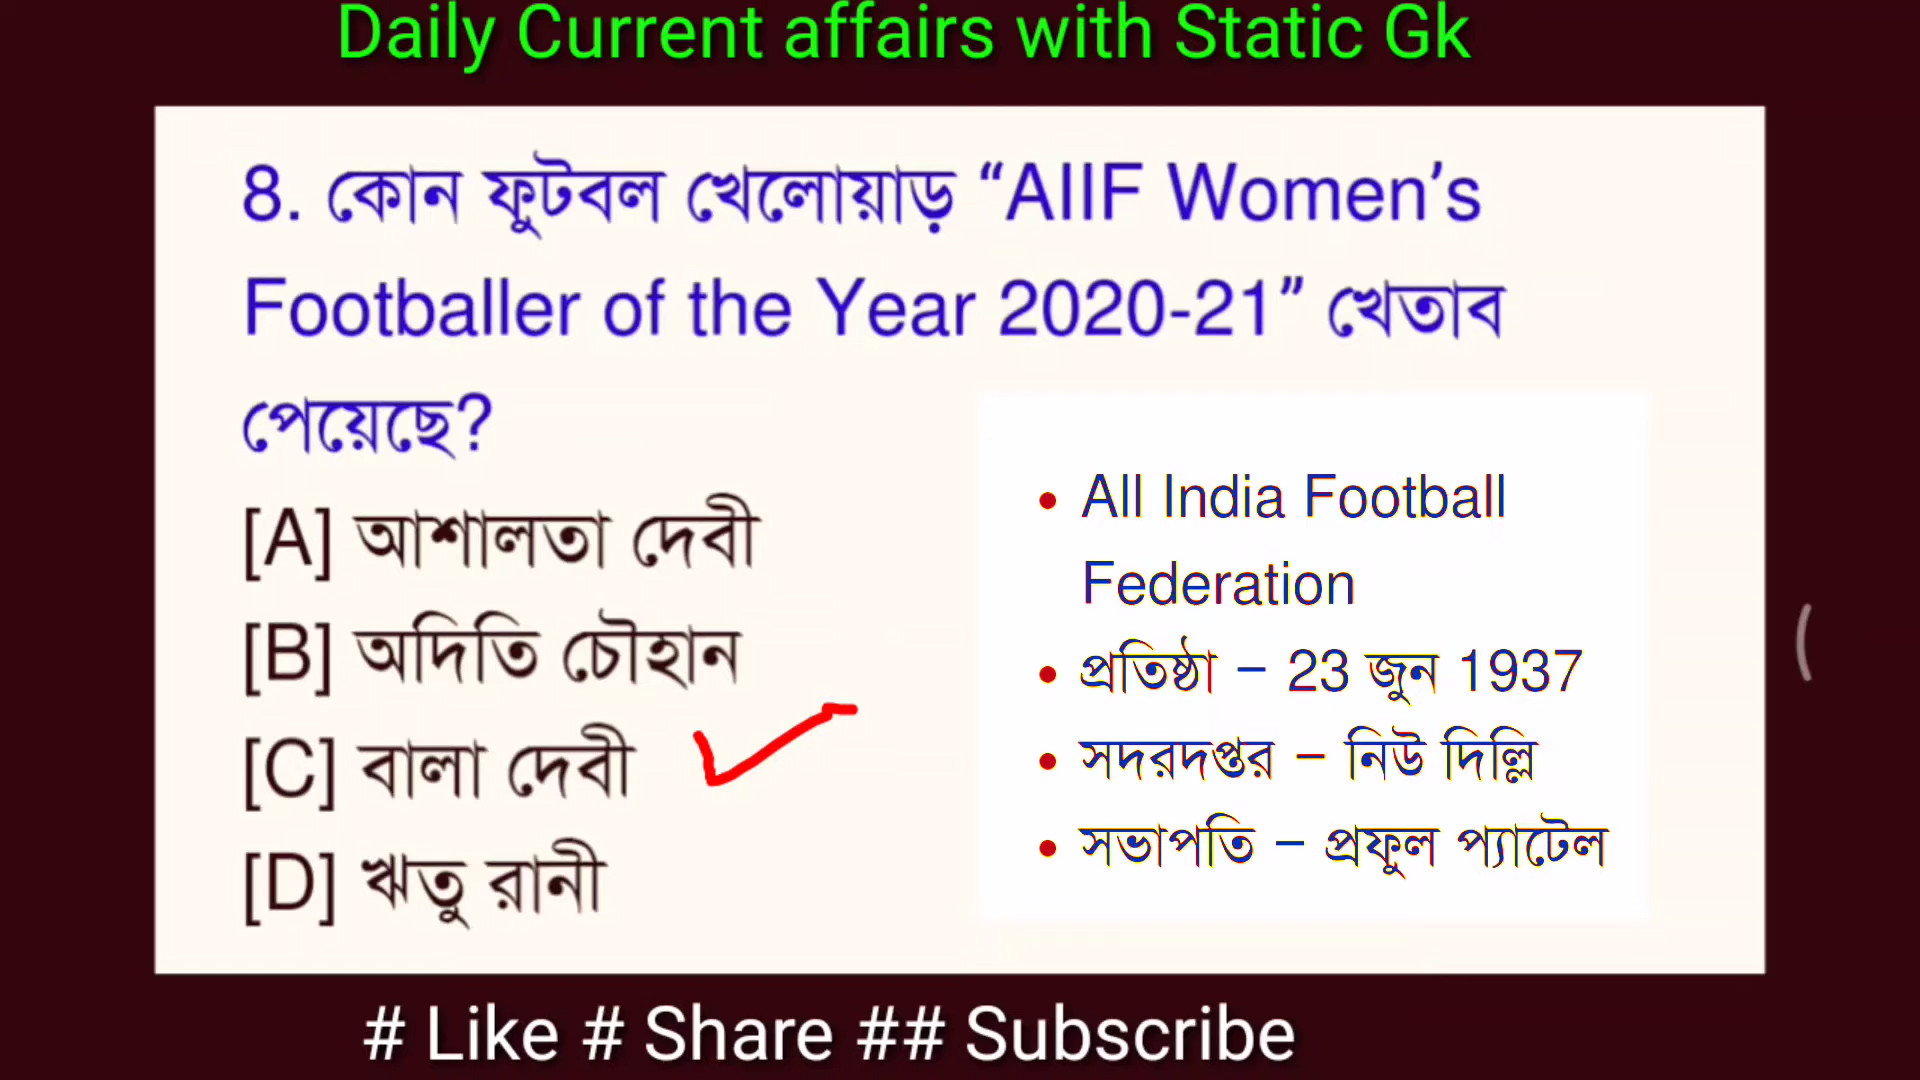 Daily Current affairs with Static Gk
8. কোন ফুটবল খেলোয়াড় “AIIF Women’s
Footballer of the Year 2020-21” খেতাব
পেয়েছে?
[A] আশালতা দেবী
[B] অদিতি চৌহান
[C] বালা দেবী
[D] ঋতু রানী
• All India Football
Federation
• প্রতিষ্ঠা – 23 জুন 1937
• সদরদপ্তর – নিউ দিল্লি
• সভাপতি – প্রফুল প্যাটেল
# Like # Share ## Subscribe